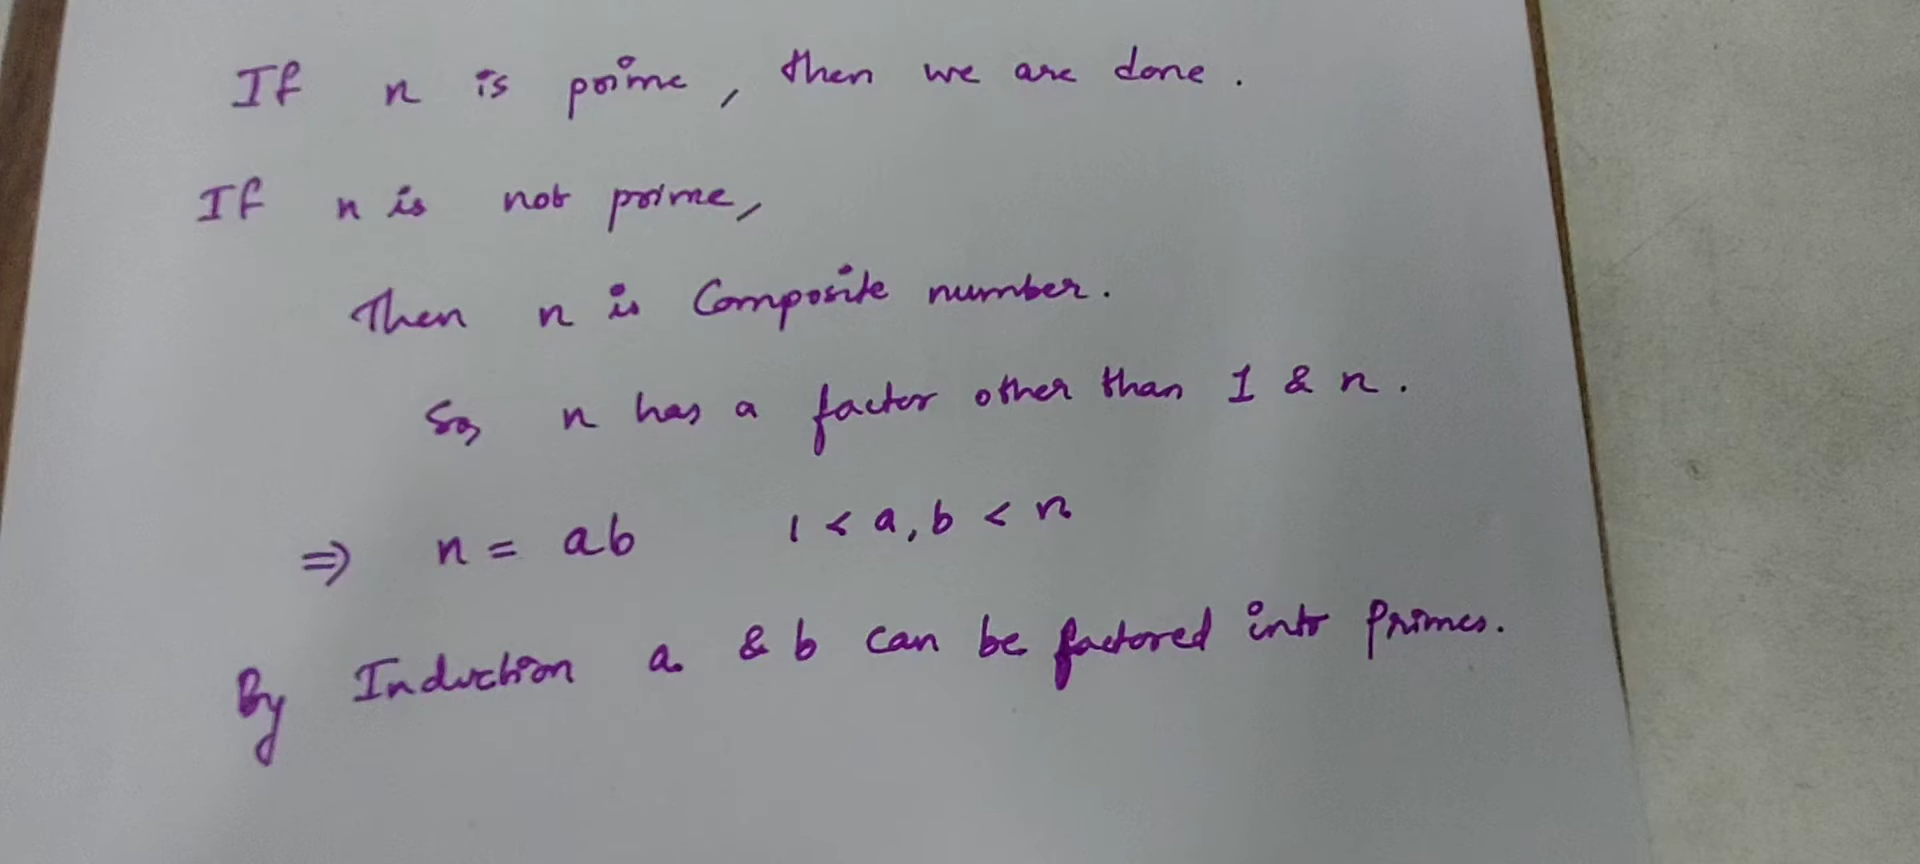 If n is prime, then we are done.
If n is not prime,
Then n is Composite number.
So, n has a factor other than 1 & n.
⇒ n = ab 1 < a, b < n
By Induction a & b can be factored into primes.